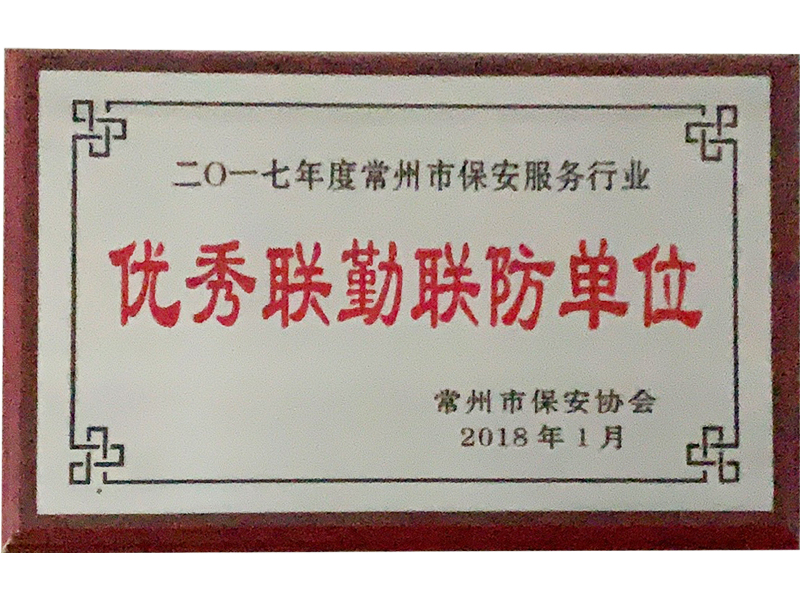 二〇一七年度常州市保安服务行业
优秀联勤联防单位
常州市保安协会
2018年1月